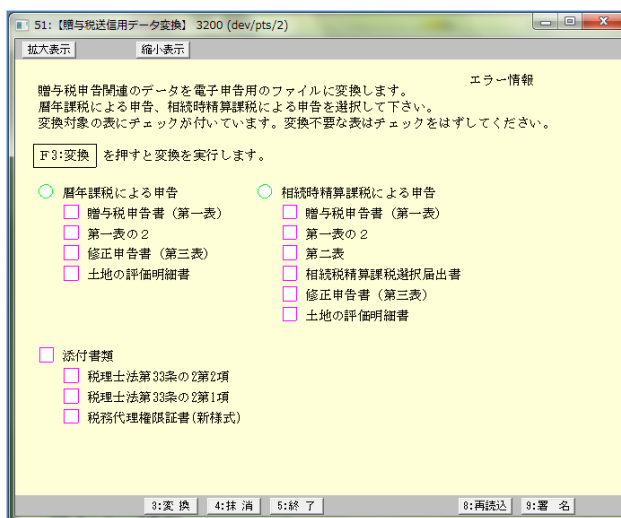 51:【贈与税送信用データ変換】 3200 (dev/pts/2)
拡大表示 縮小表示
エラー情報
贈与税申告関連のデータを電子申告用のファイルに変換します。
暦年課税による申告、相続時精算課税による申告を選択して下さい。
変換対象の表にチェックが付いています。変換不要な表はチェックをはずしてください。
F3:変換 を押すと変換を実行します。
暦年課税による申告
贈与税申告書（第一表）
第一表の２
修正申告書（第三表）
土地の評価明細書
相続時精算課税による申告
贈与税申告書（第一表）
第一表の２
第二表
相続税精算課税選択届出書
修正申告書（第三表）
土地の評価明細書
添付書類
税理士法第33条の2第2項
税理士法第33条の2第1項
税務代理権限証書(新様式)
3:変 換 4:抹 消 5:終 了 8:再読込 9:署 名